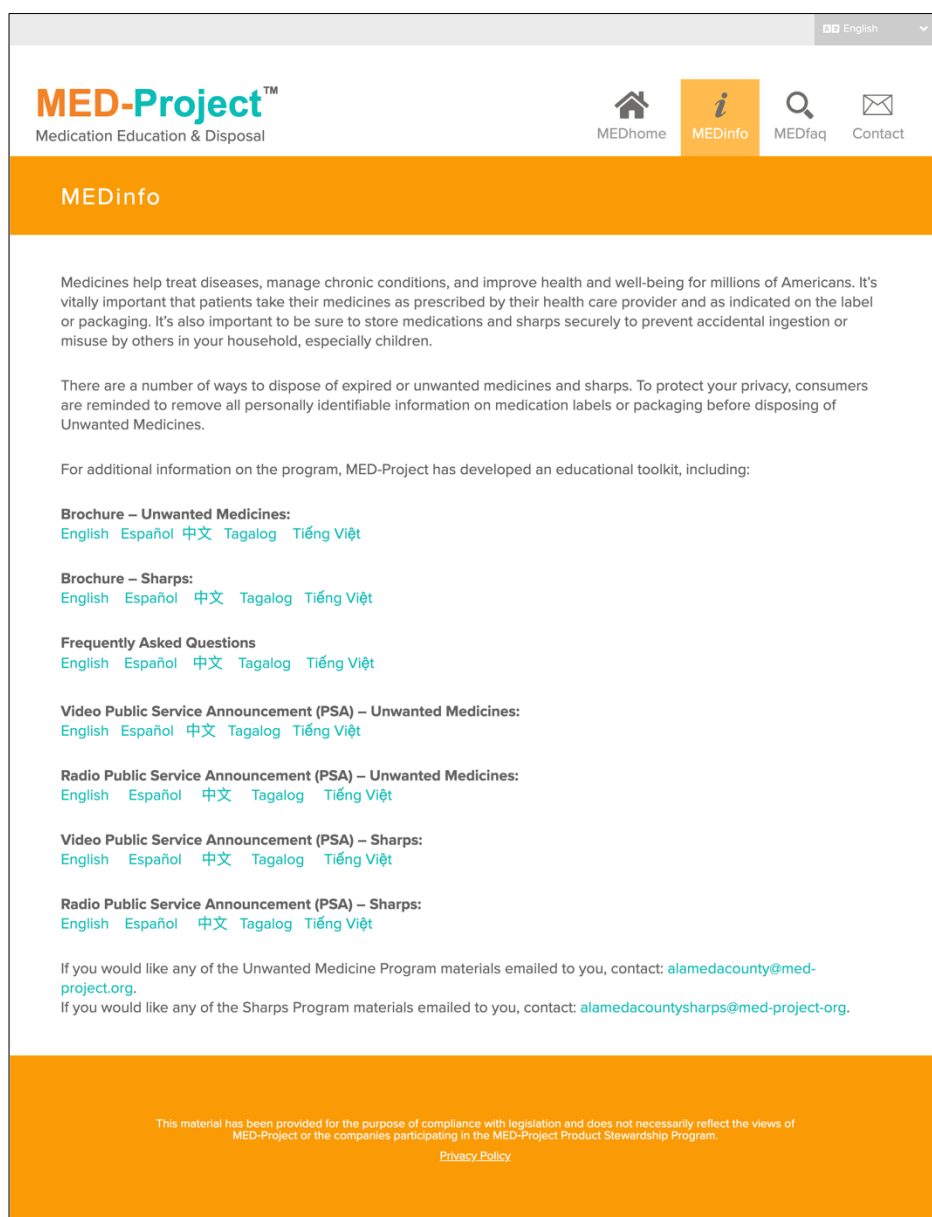 English
MED-Project™
Medication Education & Disposal
MEDhome
MEDinfo
MEDfaq
Contact
MEDinfo
Medicines help treat diseases, manage chronic conditions, and improve health and well-being for millions of Americans. It's
vitally important that patients take their medicines as prescribed by their health care provider and as indicated on the label
or packaging. It's also important to be sure to store medications and sharps securely to prevent accidental ingestion or
misuse by others in your household, especially children.
There are a number of ways to dispose of expired or unwanted medicines and sharps. To protect your privacy, consumers
are reminded to remove all personally identifiable information on medication labels or packaging before disposing of
Unwanted Medicines.
For additional information on the program, MED-Project has developed an educational toolkit, including:
Brochure – Unwanted Medicines:
English Español 中文 Tagalog Tiếng Việt
Brochure – Sharps:
English Español 中文 Tagalog Tiếng Việt
Frequently Asked Questions
English Español 中文 Tagalog Tiếng Việt
Video Public Service Announcement (PSA) – Unwanted Medicines:
English Español 中文 Tagalog Tiếng Việt
Radio Public Service Announcement (PSA) – Unwanted Medicines:
English Español 中文 Tagalog Tiếng Việt
Video Public Service Announcement (PSA) – Sharps:
English Español 中文 Tagalog Tiếng Việt
Radio Public Service Announcement (PSA) – Sharps:
English Español 中文 Tagalog Tiếng Việt
If you would like any of the Unwanted Medicine Program materials emailed to you, contact: alamedacounty@med-
project.org.
If you would like any of the Sharps Program materials emailed to you, contact: alamedacountysharps@med-project-org.
This material has been provided for the purpose of compliance with legislation and does not necessarily reflect the views of
MED-Project or the companies participating in the MED-Project Product Stewardship Program.
Privacy Policy